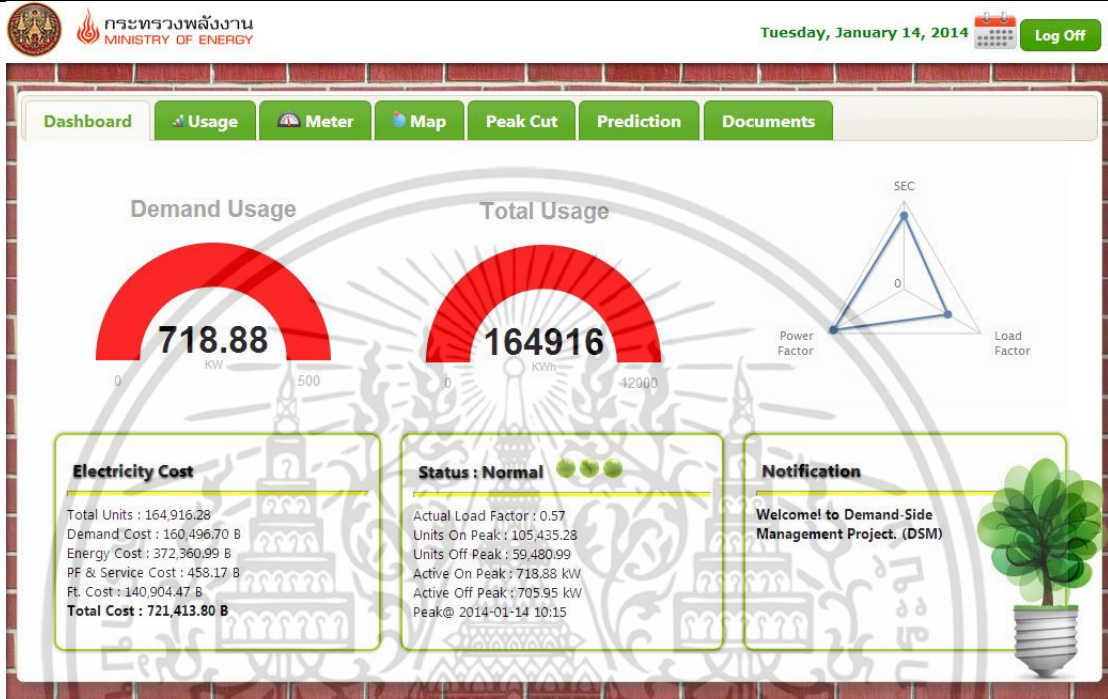 กระทรวงพลังงาน
MINISTRY OF ENERGY
Tuesday, January 14, 2014
Log Off
Dashboard
Usage
Meter
Map
Peak Cut
Prediction
Documents
Demand Usage
718.88
KW
0
500
Total Usage
164916
KWh
0
12000
SEC
0
Power
Factor
Load
Factor
Electricity Cost
Total Units : 164,916.28
Demand Cost : 160,496.70 B
Energy Cost : 372,360.99 B
PF & Service Cost : 458.17 B
Ft. Cost : 140,904.47 B
Total Cost : 721,413.80 B
Status : Normal
Actual Load Factor : 0.57
Units On Peak : 105,435.28
Units Off Peak : 59,480.99
Active On Peak : 718.88 kW
Active Off Peak : 705.95 kW
Peak@ 2014-01-14 10:15
Notification
Welcome! to Demand-Side
Management Project. (DSM)